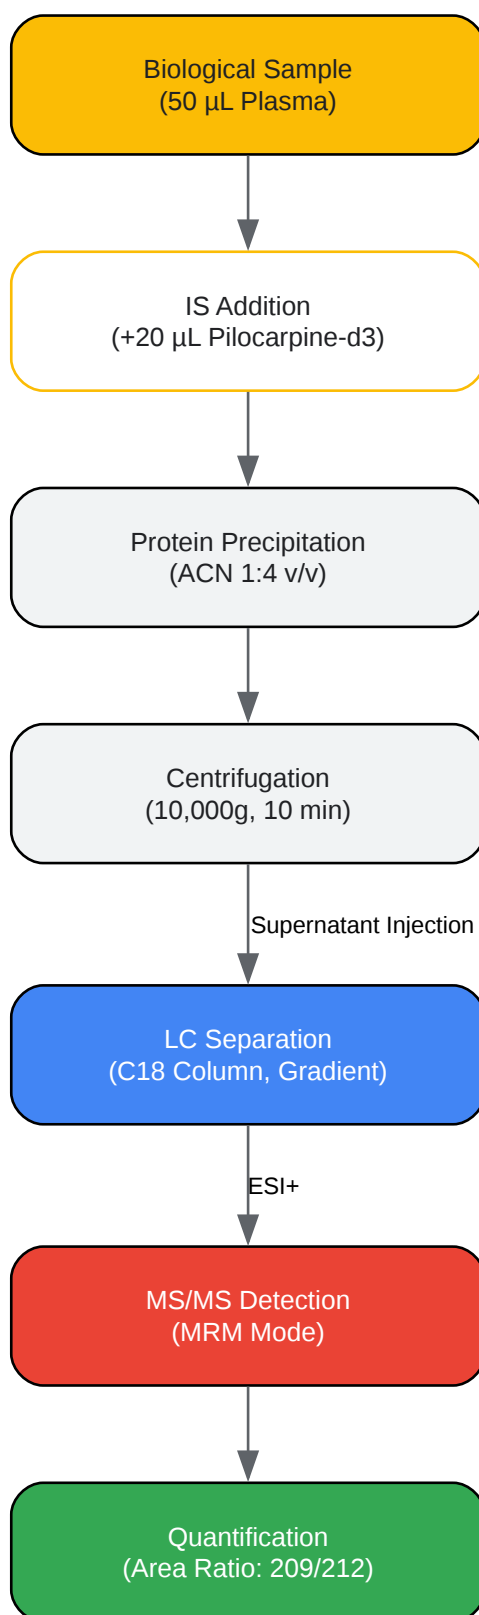 Biological Sample
(50 µL Plasma)
IS Addition
(+20 µL Pilocarpine-d3)
Protein Precipitation
(ACN 1:4 v/v)
Centrifugation
(10,000g, 10 min)
Supernatant Injection
LC Separation
(C18 Column, Gradient)
ESI+
MS/MS Detection
(MRM Mode)
Quantification
(Area Ratio: 209/212)